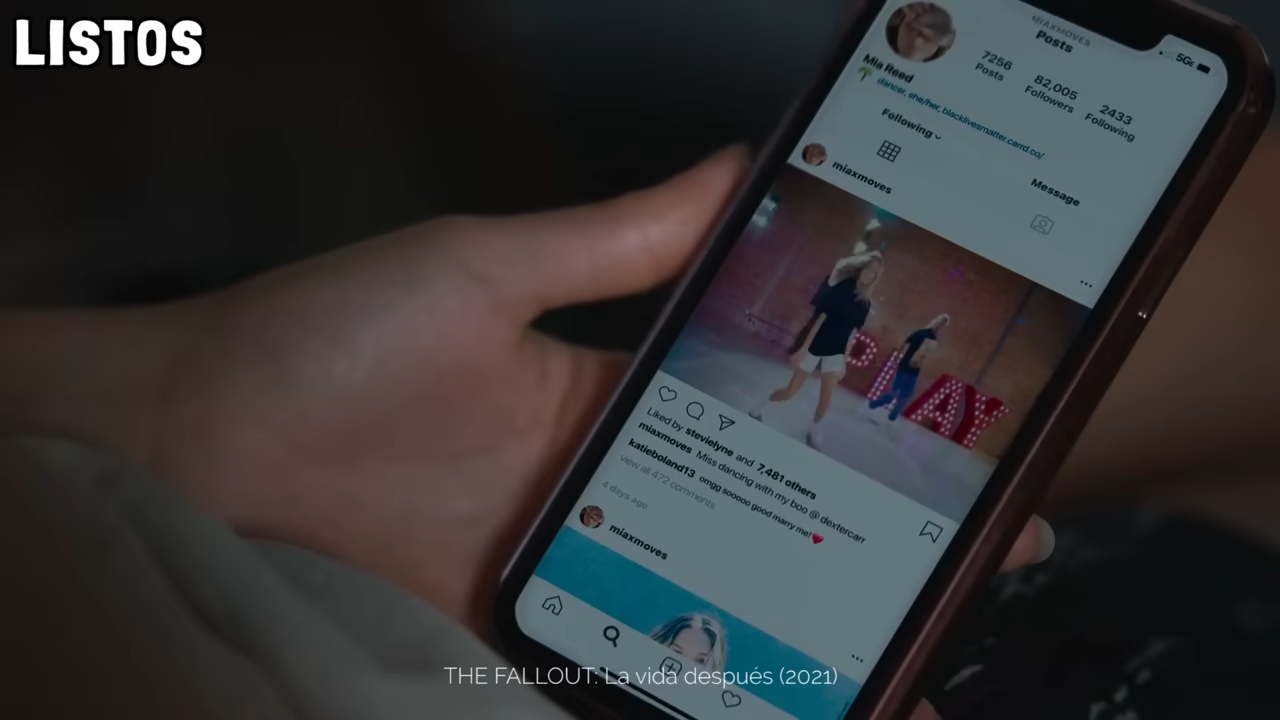 LISTOS
MIAXMOVES
Posts
5G
Mia Reed
7256
Posts
82,005
Followers
2433
Following
dancer, she/her, blacklivesmatter.carrd.co/
Following
Message
miaxmoves
PLAY
Liked by stevielyne and 7,481 others
miaxmoves Miss dancing with my boo @ dextercarr
katieboland13 omgg sooooo good marry me!
view all 472 comments
4 days ago
miaxmoves
THE FALLOUT: La vida después (2021)